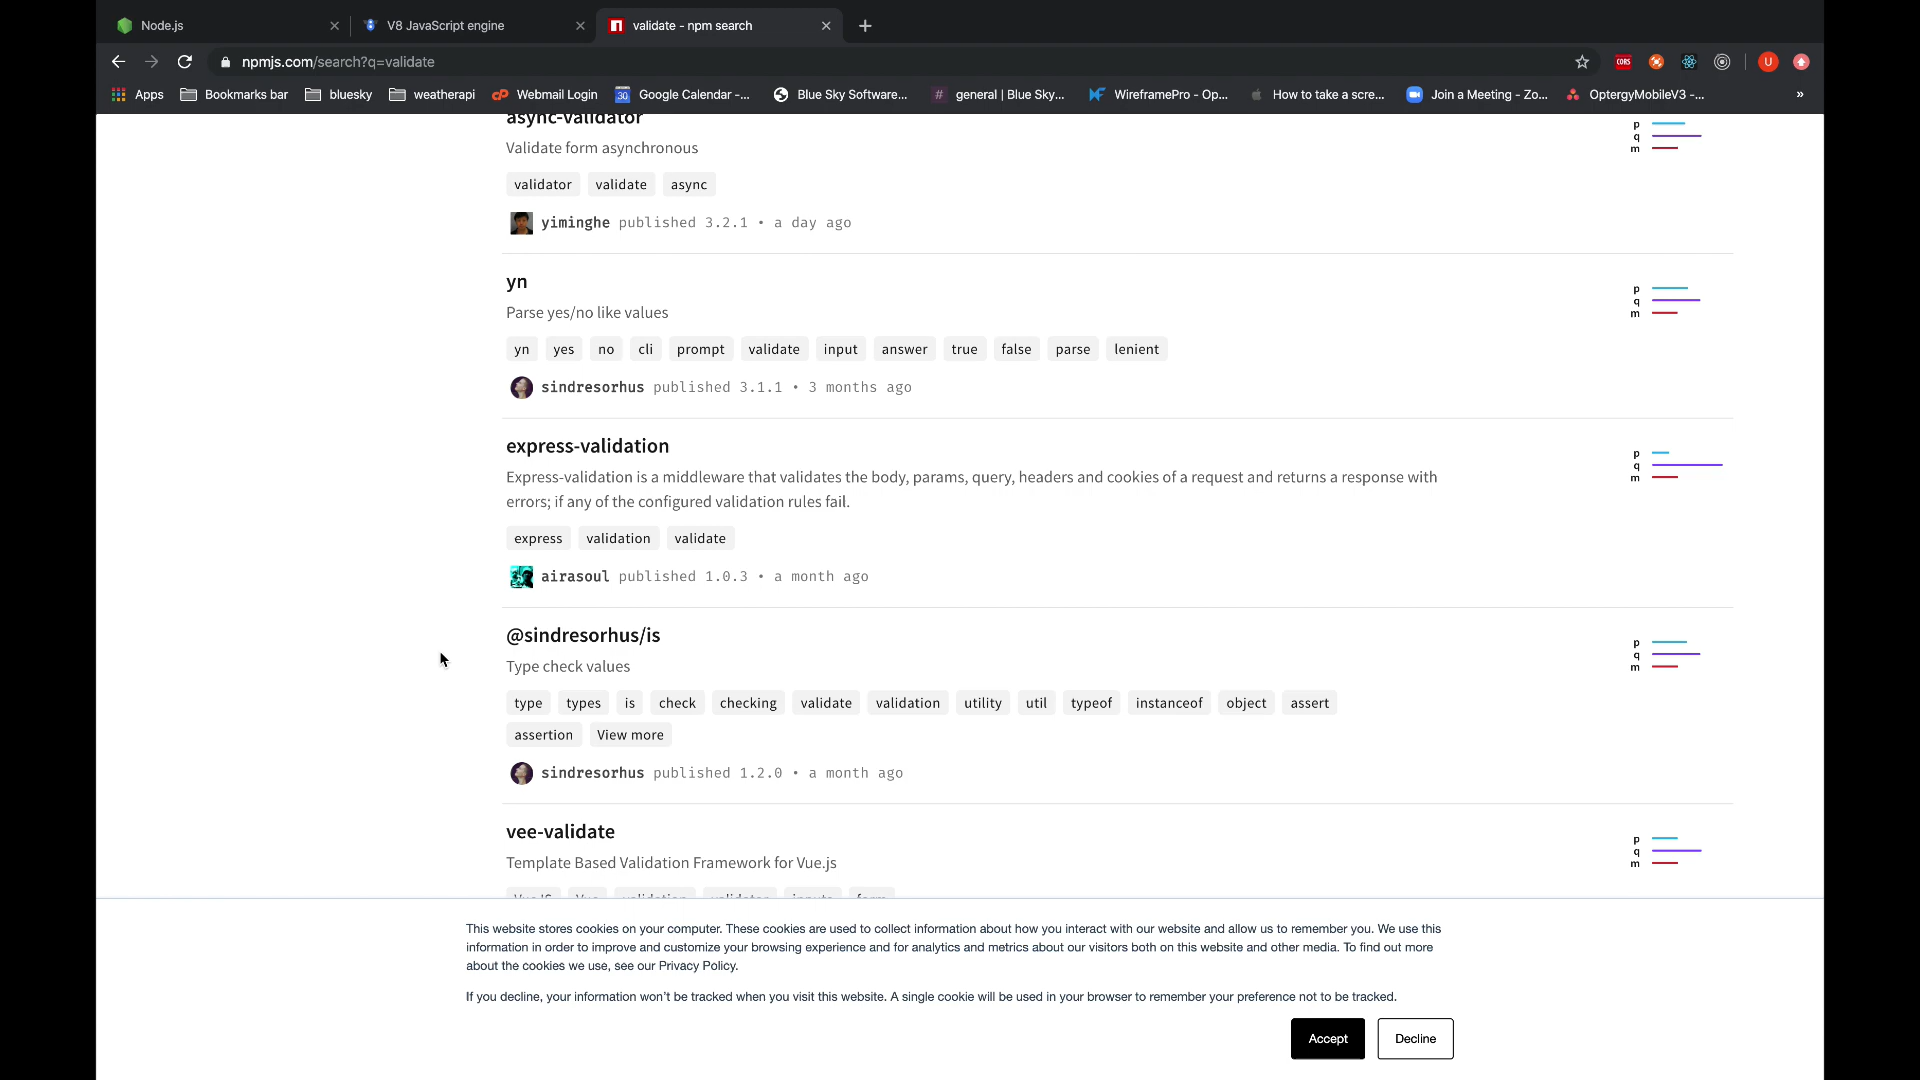 Node.js
V8 JavaScript engine
validate - npm search
npmjs.com/search?q=validate
CORS
U
Apps
Bookmarks bar
bluesky
weatherapi
cP Webmail Login
30 Google Calendar -...
Blue Sky Software...
# general | Blue Sky...
WireframePro - Op...
How to take a scre...
Join a Meeting - Zo...
OptergyMobileV3 -...
»
async-validator
Validate form asynchronous
validator validate async
yiminghe published 3.2.1 • a day ago
p
q
m
yn
Parse yes/no like values
yn yes no cli prompt validate input answer true false parse lenient
sindresorhus published 3.1.1 • 3 months ago
p
q
m
express-validation
Express-validation is a middleware that validates the body, params, query, headers and cookies of a request and returns a response with
errors; if any of the configured validation rules fail.
express validation validate
airasoul published 1.0.3 • a month ago
p
q
m
@sindresorhus/is
Type check values
type types is check checking validate validation utility util typeof instanceof object assert
assertion View more
sindresorhus published 1.2.0 • a month ago
p
q
m
vee-validate
Template Based Validation Framework for Vue.js
VueJS Vue validation validator inputs form
p
q
m
This website stores cookies on your computer. These cookies are used to collect information about how you interact with our website and allow us to remember you. We use this
information in order to improve and customize your browsing experience and for analytics and metrics about our visitors both on this website and other media. To find out more
about the cookies we use, see our Privacy Policy.
If you decline, your information won't be tracked when you visit this website. A single cookie will be used in your browser to remember your preference not to be tracked.
Accept
Decline